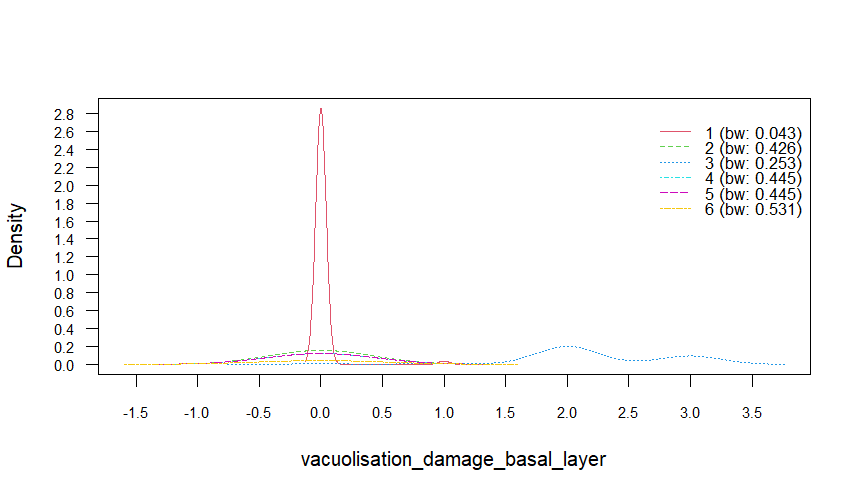 Density
2.8
2.6
2.4
2.2
2.0
1.8
1.6
1.4
1.2
1.0
0.8
0.6
0.4
0.2
0.0
1 (bw: 0.043)
2 (bw: 0.426)
3 (bw: 0.253)
4 (bw: 0.445)
5 (bw: 0.445)
6 (bw: 0.531)
-1.5 -1.0 -0.5 0.0 0.5 1.0 1.5 2.0 2.5 3.0 3.5
vacuolisation_damage_basal_layer